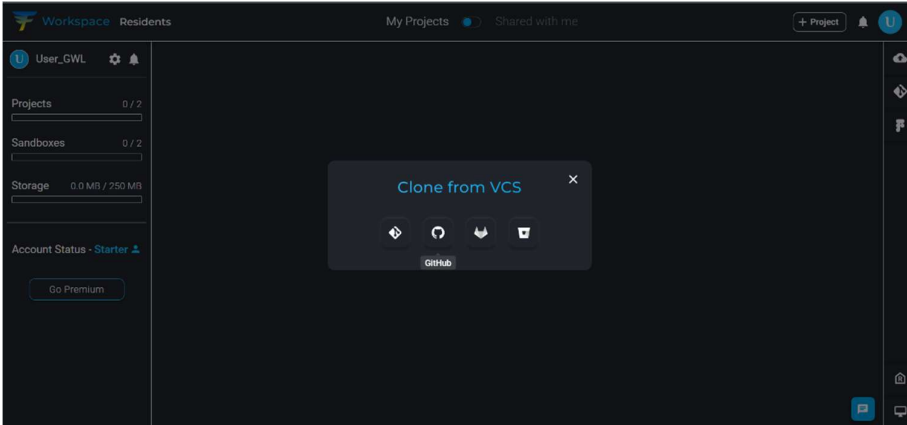 Workspace Residents
My Projects Shared with me
+ Project
U
U User_GWL
Projects 0 / 2
Sandboxes 0 / 2
Storage 0.0 MB / 250 MB
Account Status - Starter
Go Premium
Clone from VCS
GitHub